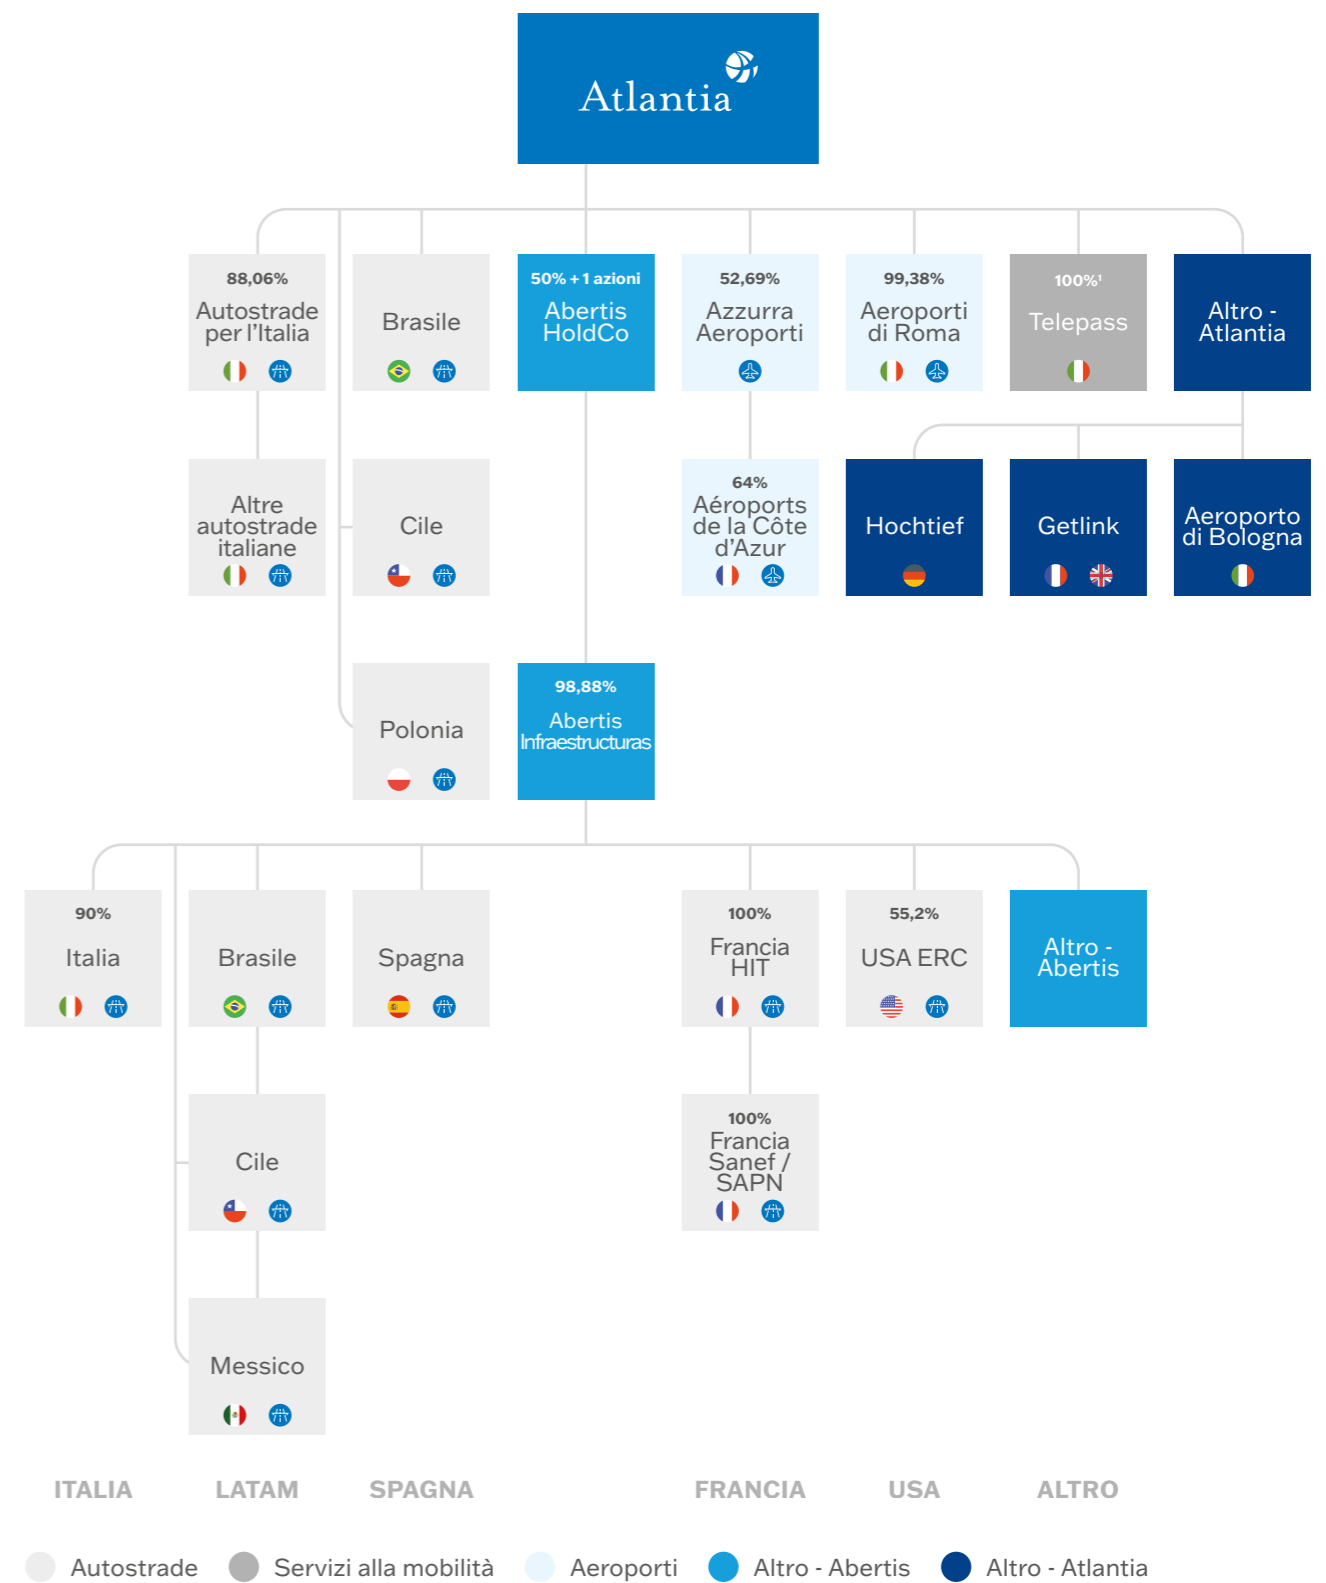 Atlantia
88,06%
Autostrade
per l'Italia
Brasile
50% + 1 azioni
Abertis
HoldCo
52,69%
Azzurra
Aeroporti
99,38%
Aeroporti
di Roma
100%¹
Telepass
Altro -
Atlantia
Altre
autostrade
italiane
Cile
64%
Aéroports
de la Côte
d'Azur
Hochtief
Getlink
Aeroporto
di Bologna
Polonia
98,88%
Abertis
Infraestructuras
90%
Italia
Brasile
Spagna
100%
Francia
HIT
55,2%
USA ERC
Altro -
Abertis
Cile
100%
Francia
Sanef /
SAPN
Messico
ITALIA
LATAM
SPAGNA
FRANCIA
USA
ALTRO
Autostrade
Servizi alla mobilità
Aeroporti
Altro - Abertis
Altro - Atlantia